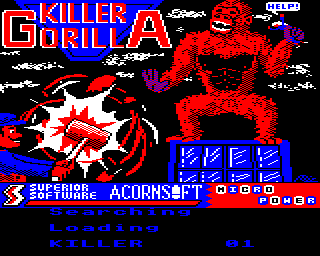 KILLER
GORILLA
HELP!
SUPERIOR SOFTWARE
ACORNSOFT
MICRO POWER
Searching
Loading
KILLER 01